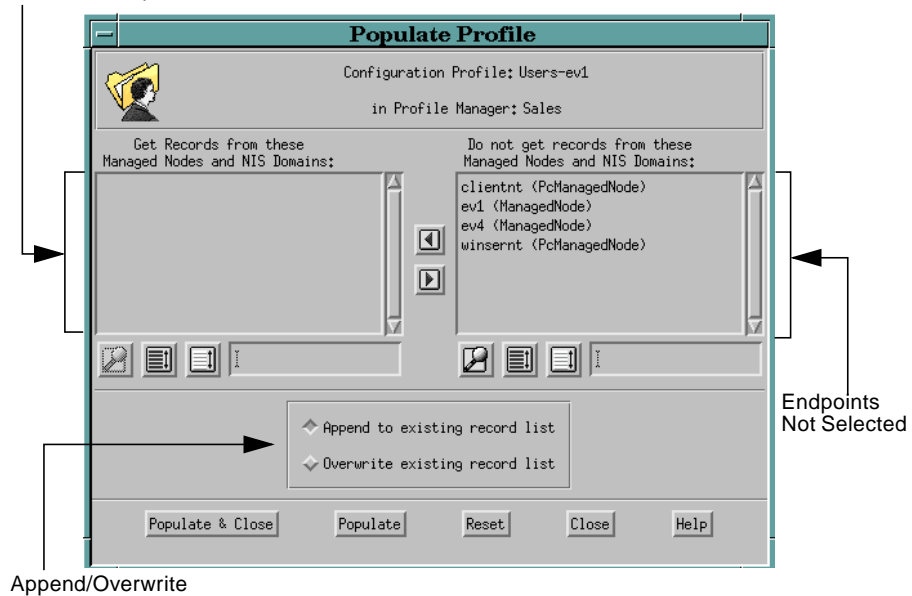 Populate Profile
Configuration Profile: Users-ev1
in Profile Manager: Sales
Get Records from these
Managed Nodes and NIS Domains:
Do not get records from these
Managed Nodes and NIS Domains:
clientnt (PcManagedNode)
ev1 (ManagedNode)
ev4 (ManagedNode)
winsernt (PcManagedNode)
Endpoints
Not Selected
Append to existing record list
Overwrite existing record list
Populate & Close
Populate
Reset
Close
Help
Append/Overwrite